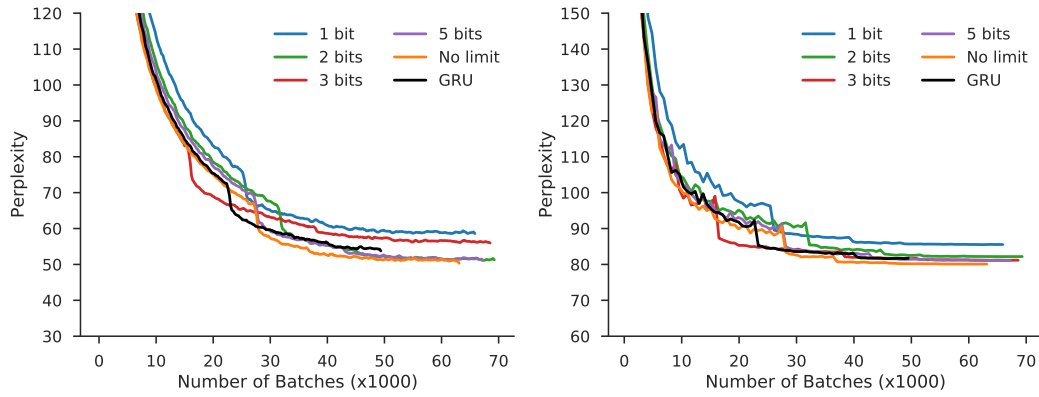 120
110
100
90
80
70
60
50
40
30
Perplexity
0 10 20 30 40 50 60 70
Number of Batches (x1000)
1 bit 5 bits
2 bits No limit
3 bits GRU
150
140
130
120
110
100
90
80
70
60
Perplexity
0 10 20 30 40 50 60 70
Number of Batches (x1000)
1 bit 5 bits
2 bits No limit
3 bits GRU